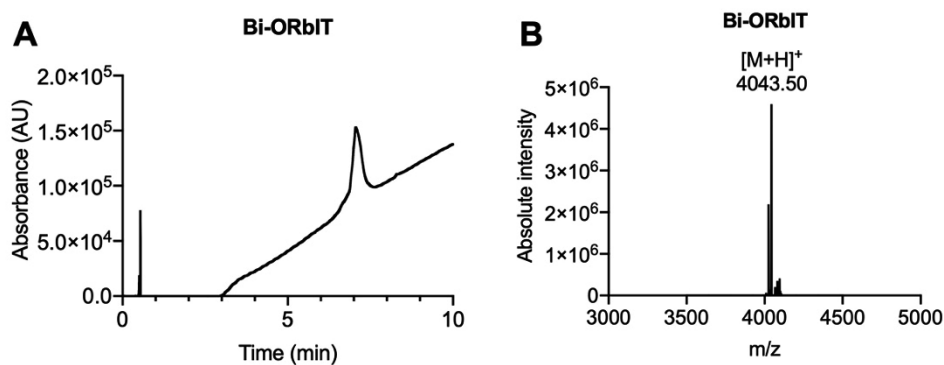 A
Bi-ORbIT
Absorbance (AU)
2.0×10⁵
1.5×10⁵
1.0×10⁵
5.0×10⁴
0.0
0
5
10
Time (min)
B
Bi-ORbIT
[M+H]⁺
4043.50
Absolute intensity
5×10⁶
4×10⁶
3×10⁶
2×10⁶
1×10⁶
0
3000
3500
4000
4500
5000
m/z